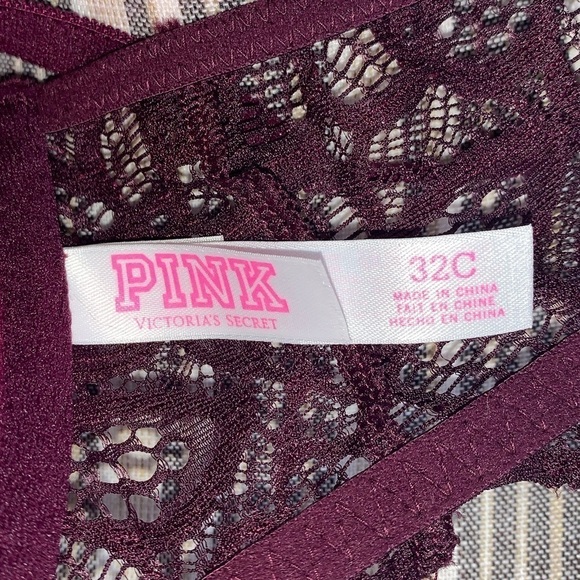 PINK
VICTORIA'S SECRET
32C
MADE IN CHINA
FAIT EN CHINE
HECHO EN CHINA